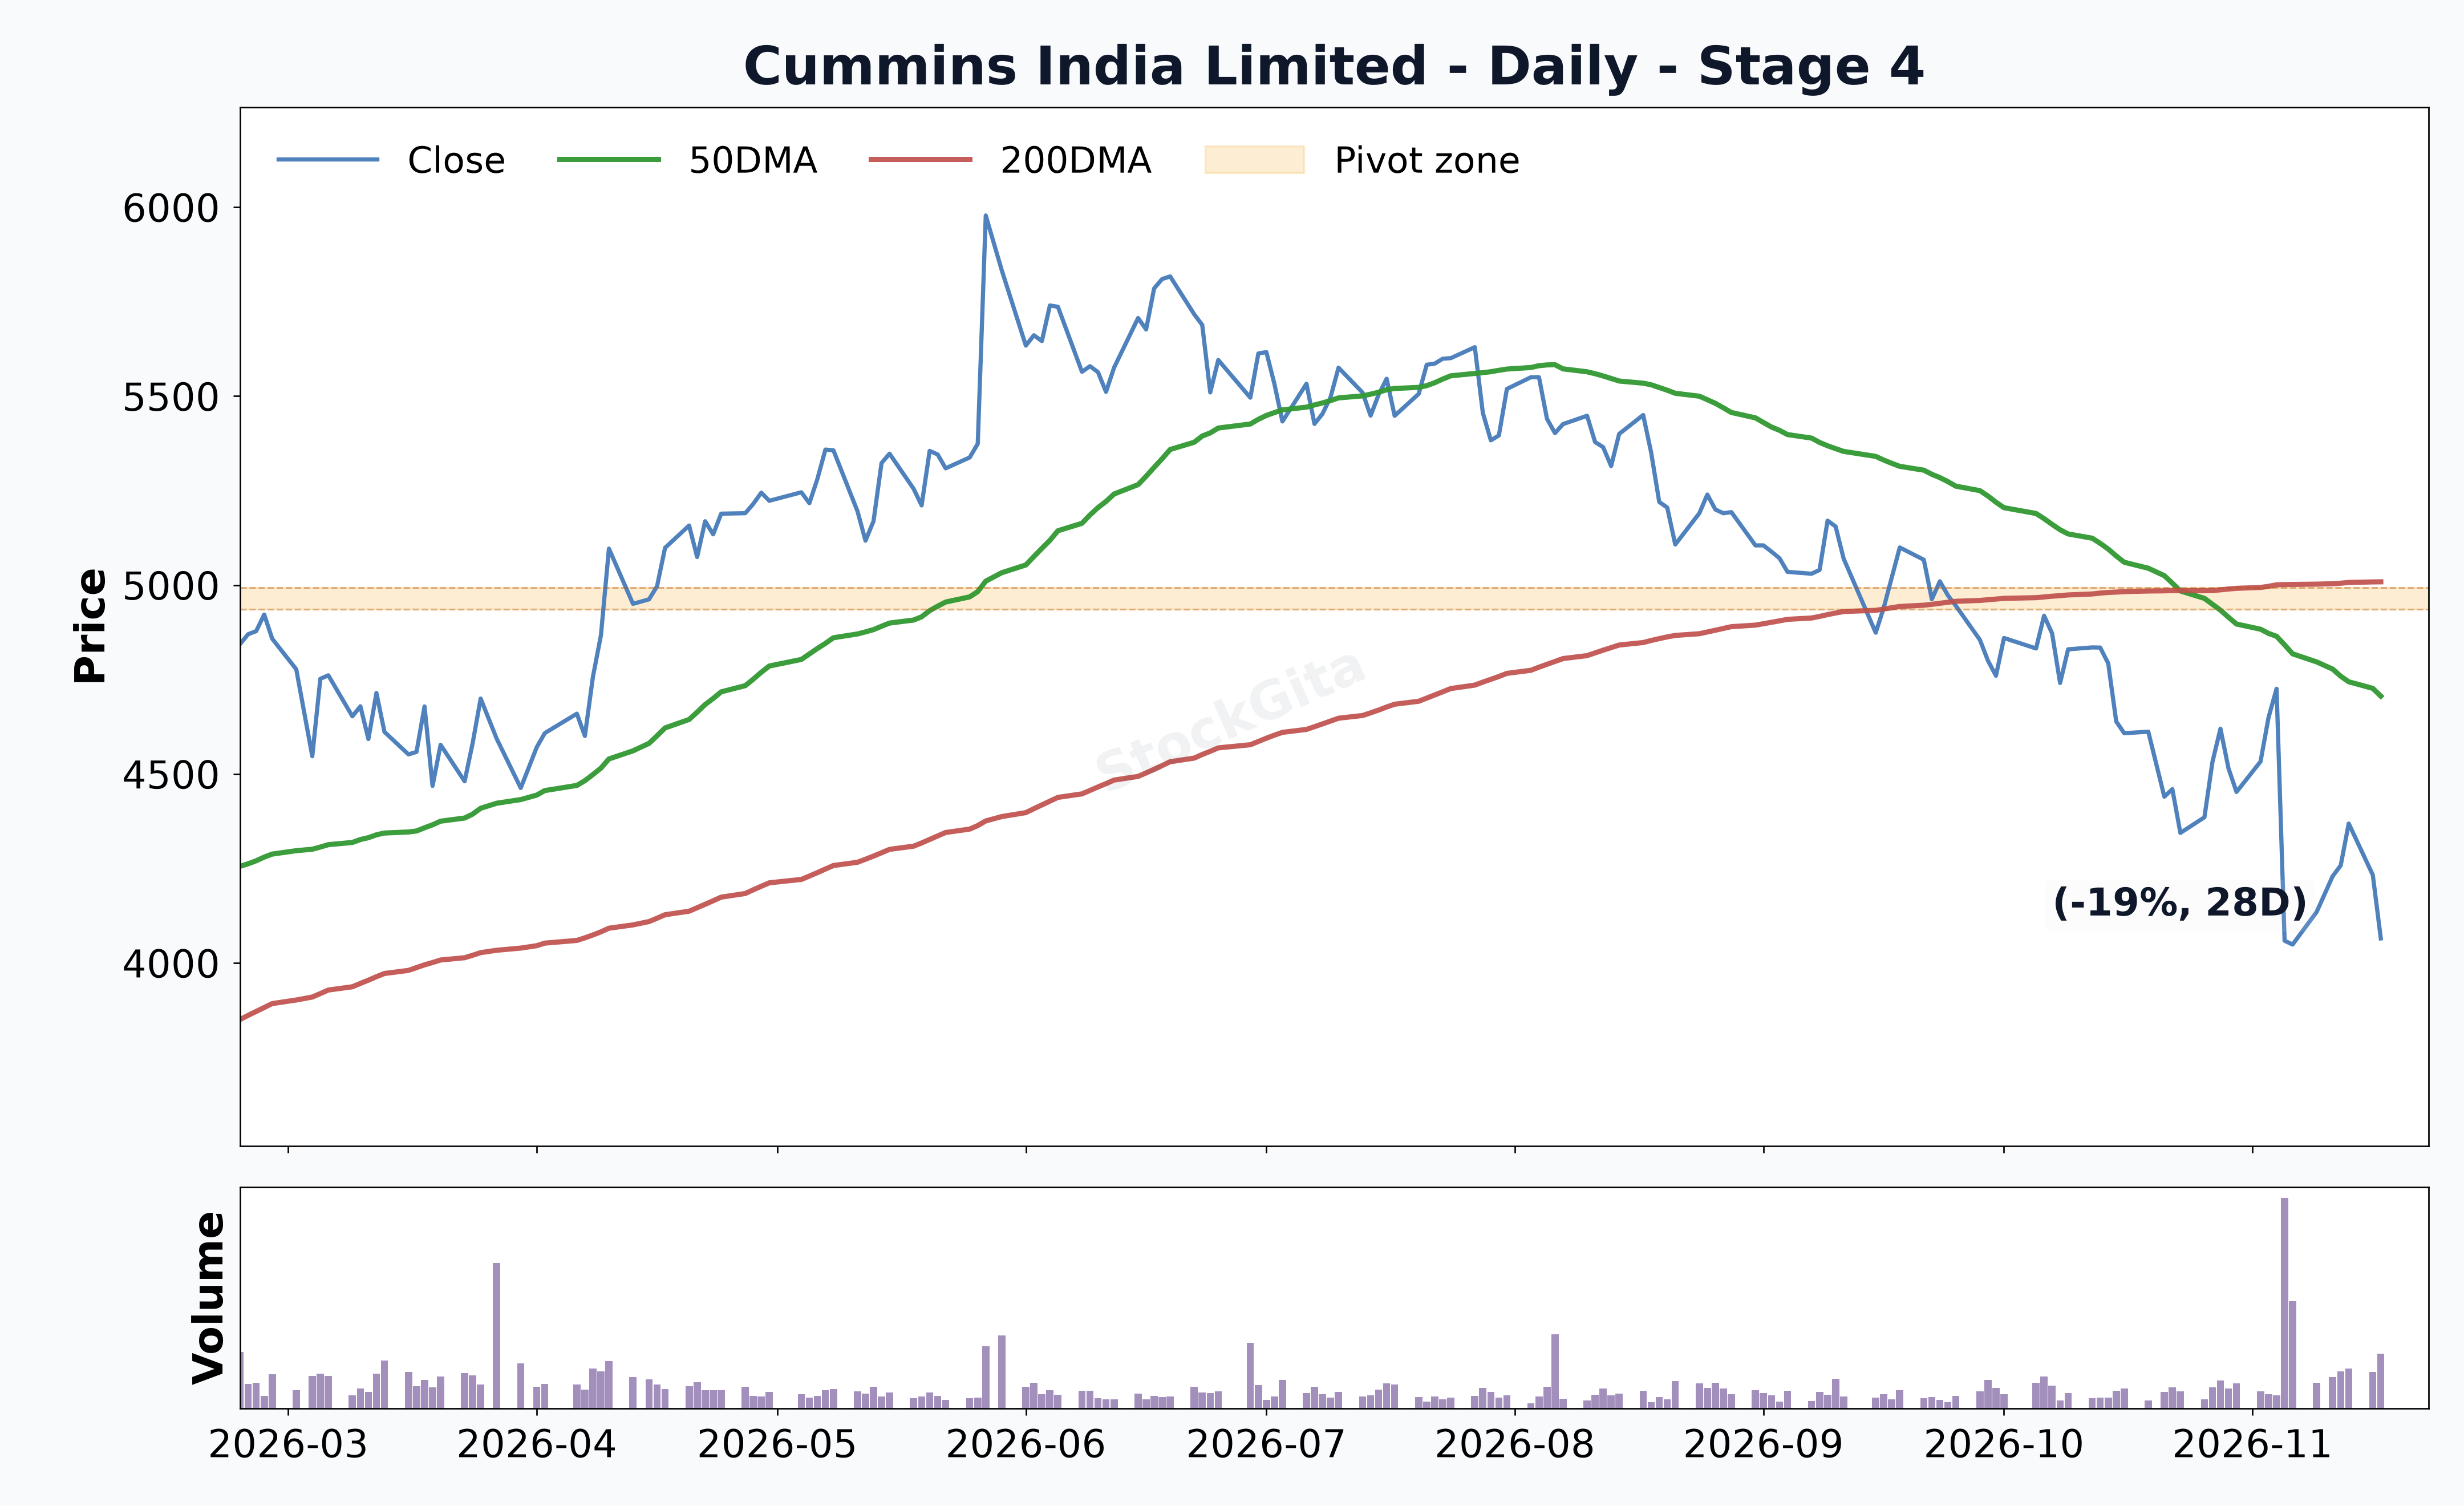 Cummins India Limited - Daily - Stage 4
Close 50DMA 200DMA Pivot zone
Price
6000
5500
5000
4500
4000
StockGita
(-19%, 28D)
Volume
2026-03 2026-04 2026-05 2026-06 2026-07 2026-08 2026-09 2026-10 2026-11